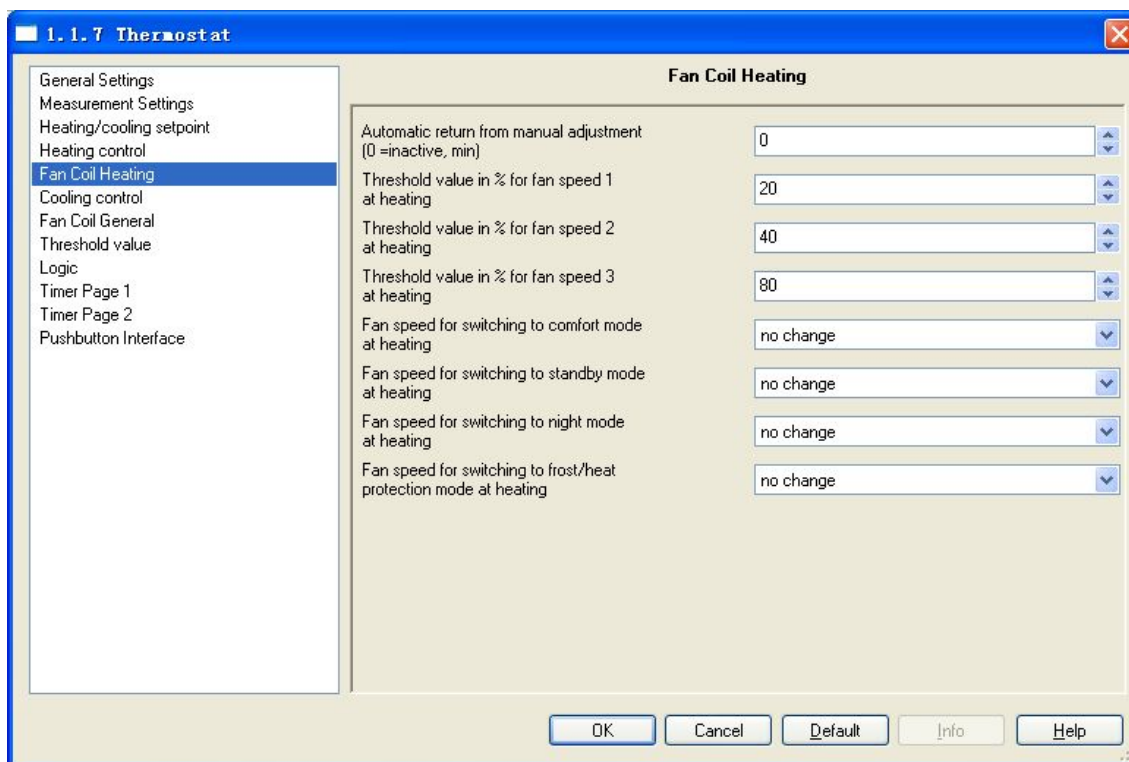 1.1.7 Thermostat
General Settings
Measurement Settings
Heating/cooling setpoint
Heating control
Fan Coil Heating
Cooling control
Fan Coil General
Threshold value
Logic
Timer Page 1
Timer Page 2
Pushbutton Interface
Fan Coil Heating
Automatic return from manual adjustment
(0 =inactive, min)
0
Threshold value in % for fan speed 1
at heating
20
Threshold value in % for fan speed 2
at heating
40
Threshold value in % for fan speed 3
at heating
80
Fan speed for switching to comfort mode
at heating
no change
Fan speed for switching to standby mode
at heating
no change
Fan speed for switching to night mode
at heating
no change
Fan speed for switching to frost/heat
protection mode at heating
no change
OK Cancel Default Info Help